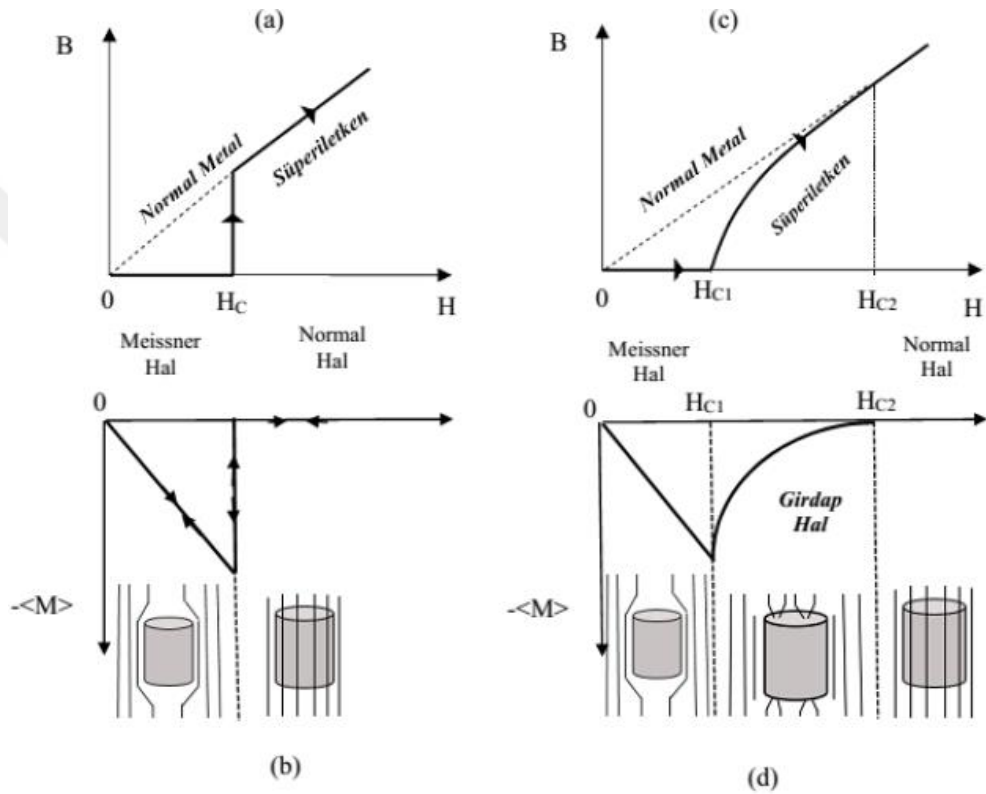 (a)
B
Normal Metal
Süperiletken
0
H_C
H
Meissner
Hal
Normal
Hal
0
-<M>
(b)
(c)
B
Normal Metal
Süperiletken
0
H_C1
H_C2
H
Meissner
Hal
Normal
Hal
0
H_C1
H_C2
Girdap
Hal
-<M>
(d)